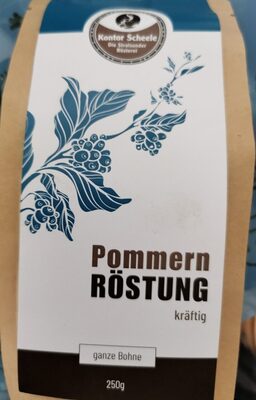 Kontor Scheele
Die Stralsunder
Rösterei
Pommern
RÖSTUNG
kräftig
ganze Bohne
250g